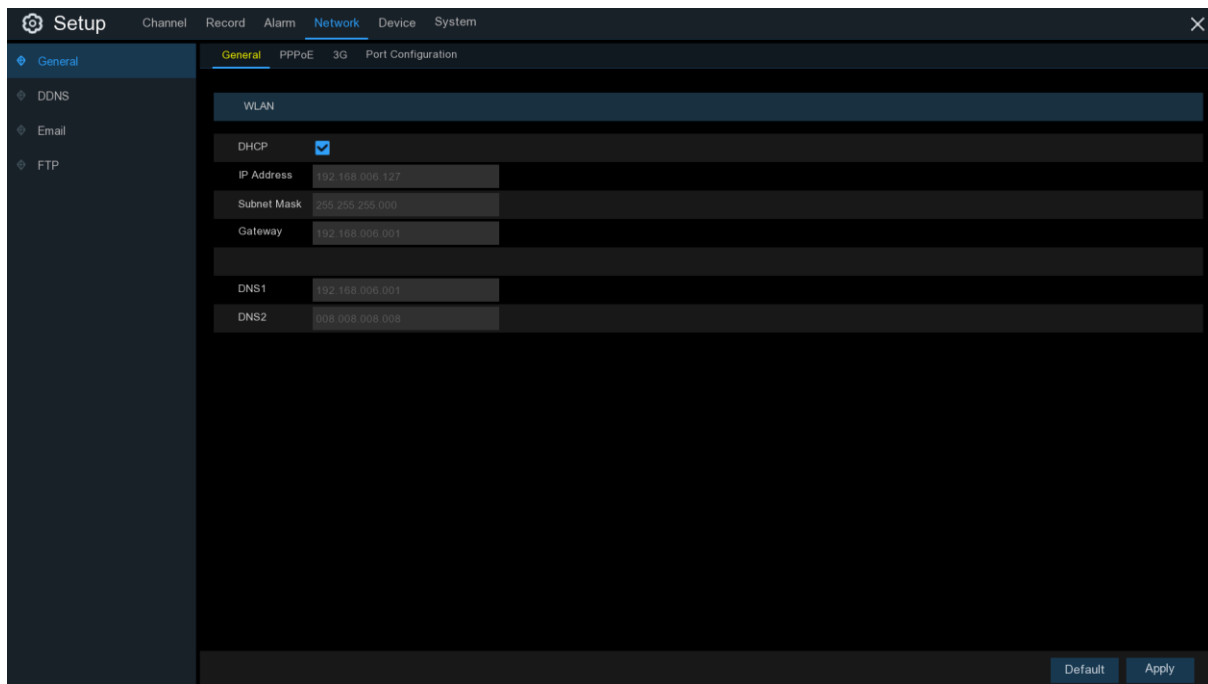 Setup Channel Record Alarm Network Device System
General
DDNS
Email
FTP
General PPPoE 3G Port Configuration
WLAN
DHCP
IP Address 192.168.006.127
Subnet Mask 255.255.255.000
Gateway 192.168.006.001
DNS1 192.168.006.001
DNS2 008.008.008.008
Default Apply